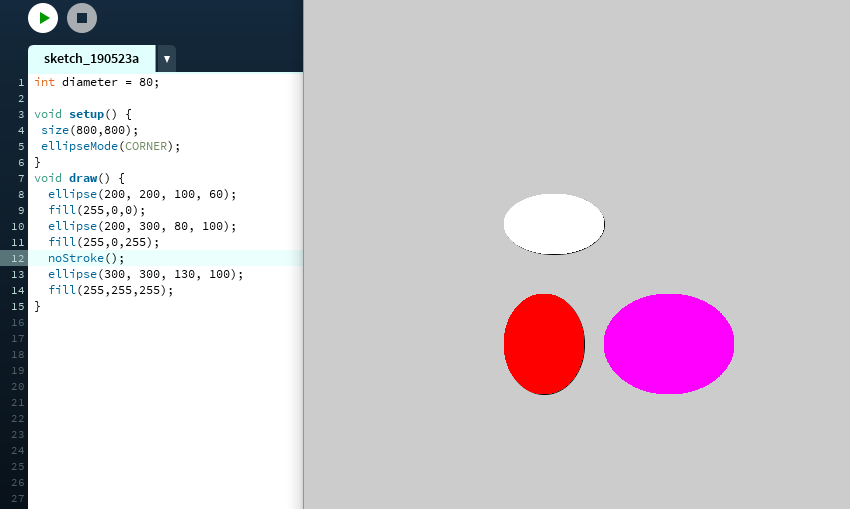 sketch_190523a
1 int diameter = 80;
2
3 void setup() {
4 size(800,800);
5 ellipseMode(CORNER);
6 }
7 void draw() {
8 ellipse(200, 200, 100, 60);
9 fill(255,0,0);
10 ellipse(200, 300, 80, 100);
11 fill(255,0,255);
12 noStroke();
13 ellipse(300, 300, 130, 100);
14 fill(255,255,255);
15 }
16
17
18
19
20
21
22
23
24
25
26
27